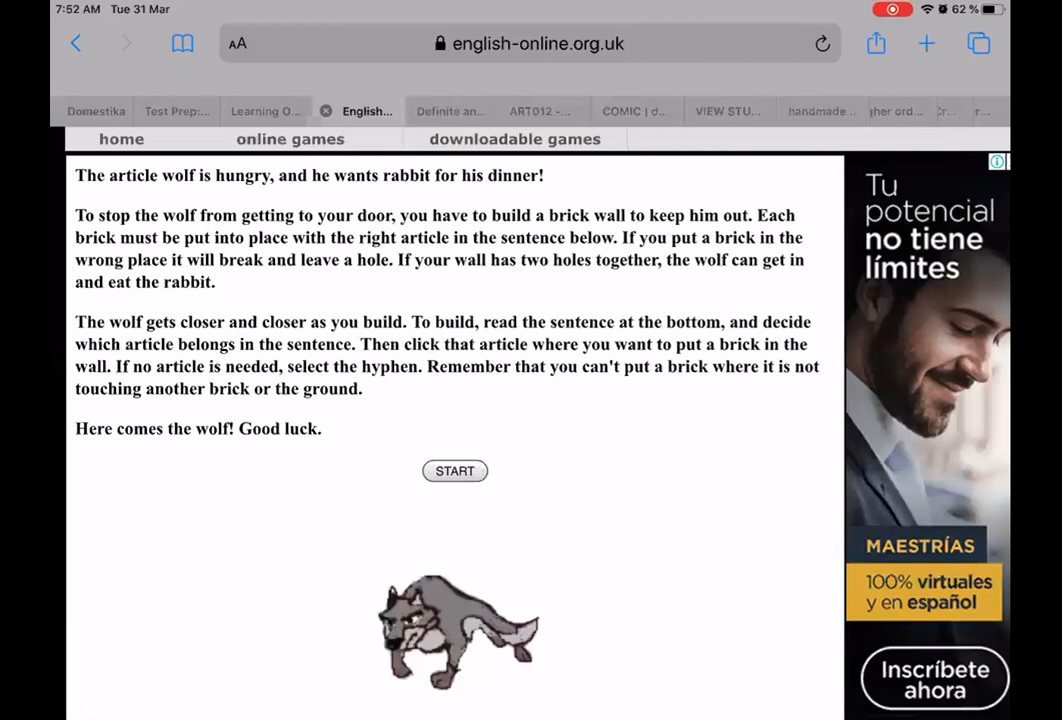 7:52 AM Tue 31 Mar
62 %
AA
english-online.org.uk
Domestika
Test Prep:...
Learning O...
English...
Definite an...
ART012 -...
COMIC | d...
VIEW STU...
handmade...
gher ord...
r...
home
online games
downloadable games
The article wolf is hungry, and he wants rabbit for his dinner!
To stop the wolf from getting to your door, you have to build a brick wall to keep him out. Each
brick must be put into place with the right article in the sentence below. If you put a brick in the
wrong place it will break and leave a hole. If your wall has two holes together, the wolf can get in
and eat the rabbit.
The wolf gets closer and closer as you build. To build, read the sentence at the bottom, and decide
which article belongs in the sentence. Then click that article where you want to put a brick in the
wall. If no article is needed, select the hyphen. Remember that you can't put a brick where it is not
touching another brick or the ground.
Here comes the wolf! Good luck.
START
Tu
potencial
no tiene
límites
MAESTRÍAS
100% virtuales
y en español
Inscríbete
ahora